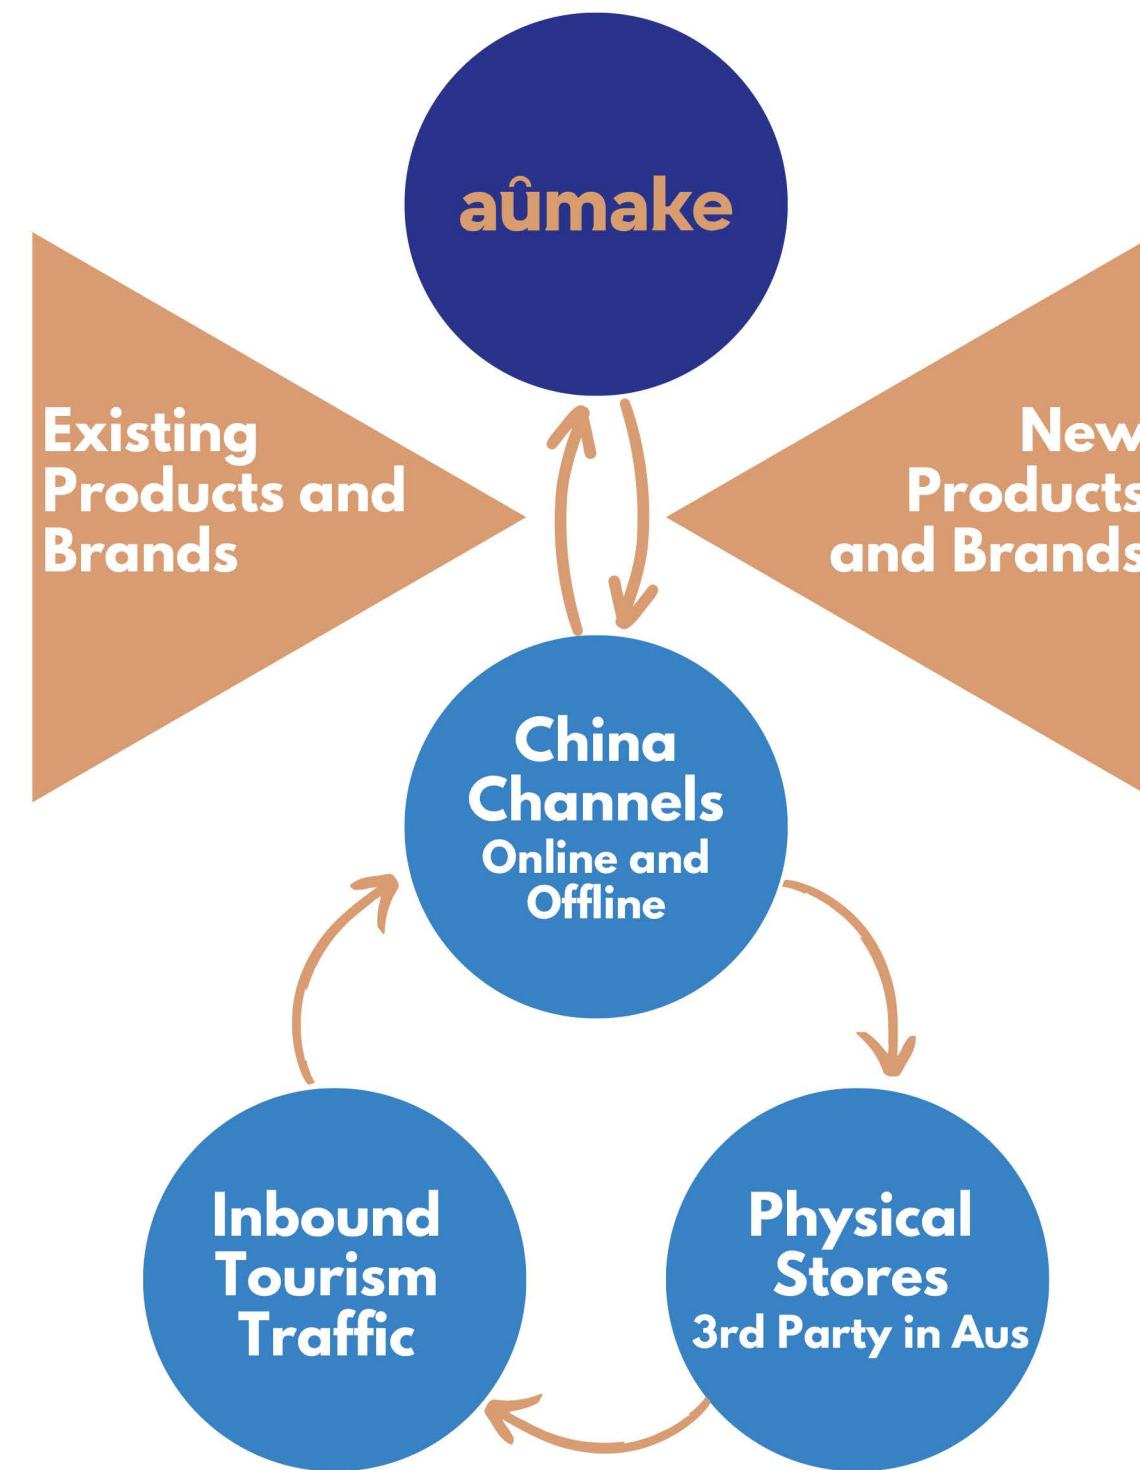 aûmake
Existing
Products and
Brands
New
Products
and Brands
China
Channels
Online and
Offline
Inbound
Tourism
Traffic
Physical
Stores
3rd Party in Aus